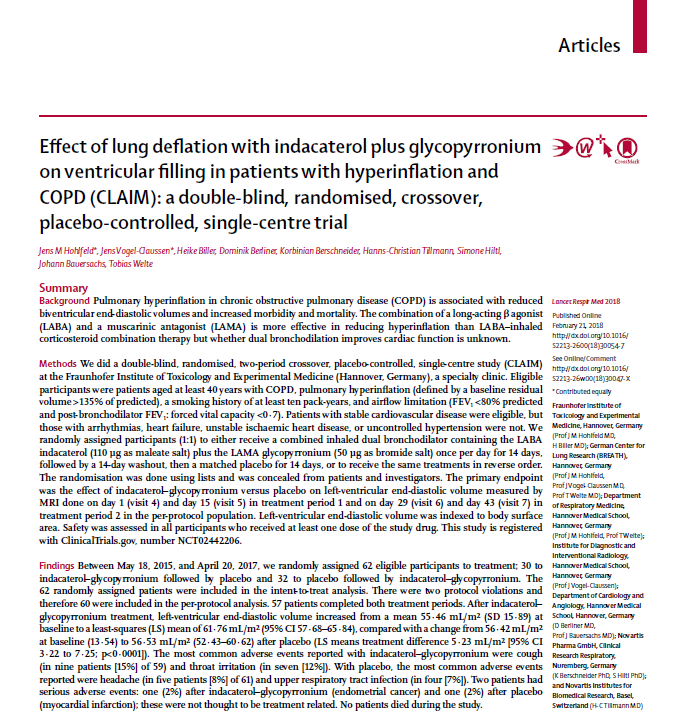 Articles
Effect of lung deflation with indacaterol plus glycopyrronium
on ventricular filling in patients with hyperinflation and
COPD (CLAIM): a double-blind, randomised, crossover,
placebo-controlled, single-centre trial
CrossMark
Jens M Hohlfeld*, Jens Vogel-Claussen*, Heike Biller, Dominik Berliner, Korbinian Berschneider, Hanns-Christian Tillmann, Simone Hiltl,
Johann Bauersachs, Tobias Welte
Summary
Background Pulmonary hyperinflation in chronic obstructive pulmonary disease (COPD) is associated with reduced
biventricular end-diastolic volumes and increased morbidity and mortality. The combination of a long-acting β agonist
(LABA) and a muscarinic antagonist (LAMA) is more effective in reducing hyperinflation than LABA–inhaled
corticosteroid combination therapy but whether dual bronchodilation improves cardiac function is unknown.
Methods We did a double-blind, randomised, two-period crossover, placebo-controlled, single-centre study (CLAIM)
at the Fraunhofer Institute of Toxicology and Experimental Medicine (Hannover, Germany), a specialty clinic. Eligible
participants were patients aged at least 40 years with COPD, pulmonary hyperinflation (defined by a baseline residual
volume >135% of predicted), a smoking history of at least ten pack-years, and airflow limitation (FEV₁ <80% predicted
and post-bronchodilator FEV₁: forced vital capacity <0·7). Patients with stable cardiovascular disease were eligible, but
those with arrhythmias, heart failure, unstable ischaemic heart disease, or uncontrolled hypertension were not. We
randomly assigned participants (1:1) to either receive a combined inhaled dual bronchodilator containing the LABA
indacaterol (110 μg as maleate salt) plus the LAMA glycopyrronium (50 μg as bromide salt) once per day for 14 days,
followed by a 14-day washout, then a matched placebo for 14 days, or to receive the same treatments in reverse order.
The randomisation was done using lists and was concealed from patients and investigators. The primary endpoint
was the effect of indacaterol–glycopyrronium versus placebo on left-ventricular end-diastolic volume measured by
MRI done on day 1 (visit 4) and day 15 (visit 5) in treatment period 1 and on day 29 (visit 6) and day 43 (visit 7) in
treatment period 2 in the per-protocol population. Left-ventricular end-diastolic volume was indexed to body surface
area. Safety was assessed in all participants who received at least one dose of the study drug. This study is registered
with ClinicalTrials.gov, number NCT02442206.
Findings Between May 18, 2015, and April 20, 2017, we randomly assigned 62 eligible participants to treatment; 30 to
indacaterol–glycopyrronium followed by placebo and 32 to placebo followed by indacaterol–glycopyrronium. The
62 randomly assigned patients were included in the intent-to-treat analysis. There were two protocol violations and
therefore 60 were included in the per-protocol analysis. 57 patients completed both treatment periods. After indacaterol–
glycopyrronium treatment, left-ventricular end-diastolic volume increased from a mean 55·46 mL/m² (SD 15·89) at
baseline to a least-squares (LS) mean of 61·76 mL/m² (95% CI 57·68–65·84), compared with a change from 56·42 mL/m²
at baseline (13·54) to 56·53 mL/m² (52·43–60·62) after placebo (LS means treatment difference 5·23 mL/m² [95% CI
3·22 to 7·25; p<0·0001]). The most common adverse events reported with indacaterol–glycopyrronium were cough
(in nine patients [15%] of 59) and throat irritation (in seven [12%]). With placebo, the most common adverse events
reported were headache (in five patients [8%] of 61) and upper respiratory tract infection (in four [7%]). Two patients had
serious adverse events: one (2%) after indacaterol–glycopyrronium (endometrial cancer) and one (2%) after placebo
(myocardial infarction); these were not thought to be treatment related. No patients died during the study.
Lancet Respir Med 2018
Published Online
February 21, 2018
http://dx.doi.org/10.1016/
S2213-2600(18)30054-7
See Online/Comment
http://dx.doi.org/10.1016/
S2213-26w00(18)30047-X
*Contributed equally
Fraunhofer Institute of
Toxicology and Experimental
Medicine, Hannover, Germany
(Prof J M Hohlfeld MD,
H Biller MD); German Center for
Lung Research (BREATH),
Hannover, Germany
(Prof J M Hohlfeld,
Prof J Vogel-Claussen MD,
Prof T Welte MD); Department
of Respiratory Medicine,
Hannover Medical School,
Hannover, Germany
(Prof J M Hohlfeld, Prof T Welte);
Institute for Diagnostic and
Interventional Radiology,
Hannover Medical School,
Hannover, Germany
(Prof J Vogel-Claussen);
Department of Cardiology and
Angiology, Hannover Medical
School, Hannover, Germany
(D Berliner MD,
Prof J Bauersachs MD); Novartis
Pharma GmbH, Clinical
Research Respiratory,
Nuremberg, Germany
(K Berschneider PhD, S Hiltl PhD);
and Novartis Institutes for
Biomedical Research, Basel,
Switzerland (H-C Tillmann MD)